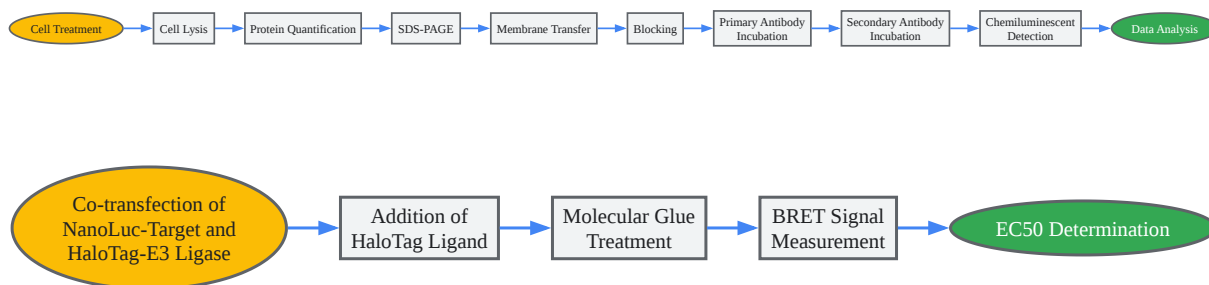 Cell Treatment
Cell Lysis
Protein Quantification
SDS-PAGE
Membrane Transfer
Blocking
Primary Antibody
Incubation
Secondary Antibody
Incubation
Chemiluminescent
Detection
Data Analysis
Co-transfection of
NanoLuc-Target and
HaloTag-E3 Ligase
Addition of
HaloTag Ligand
Molecular Glue
Treatment
BRET Signal
Measurement
EC50 Determination